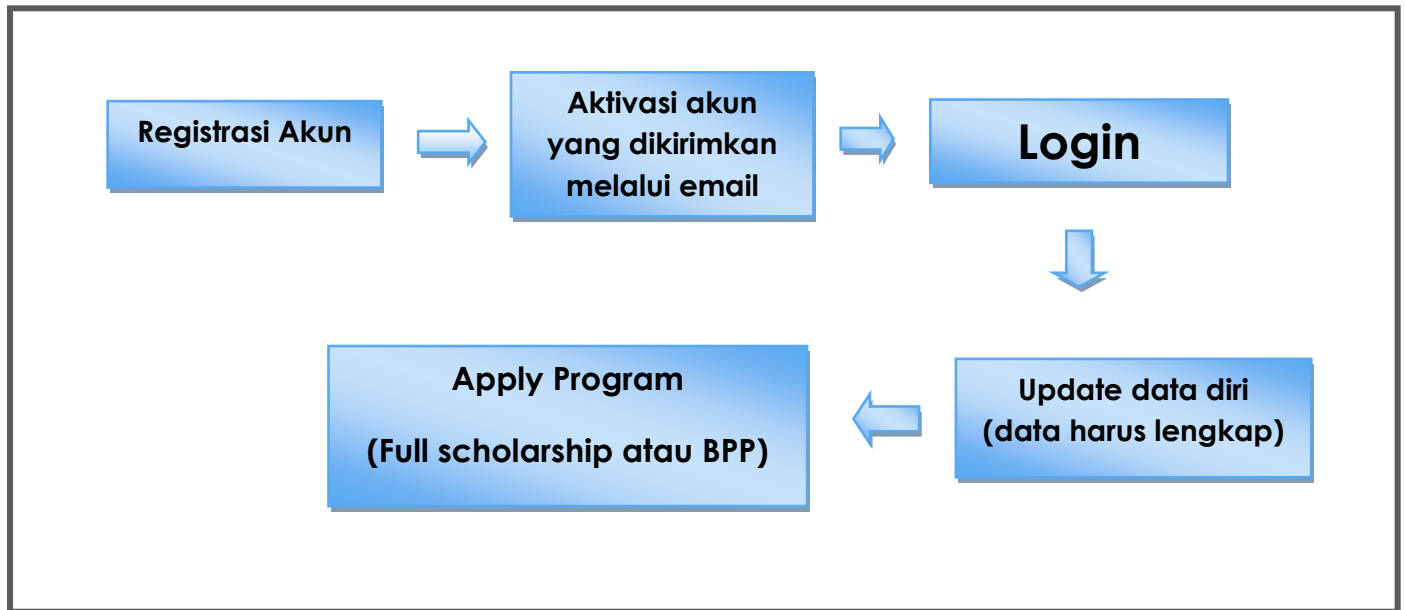 Registrasi Akun
Aktivasi akun
yang dikirimkan
melalui email
Login
Update data diri
(data harus lengkap)
Apply Program
(Full scholarship atau BPP)